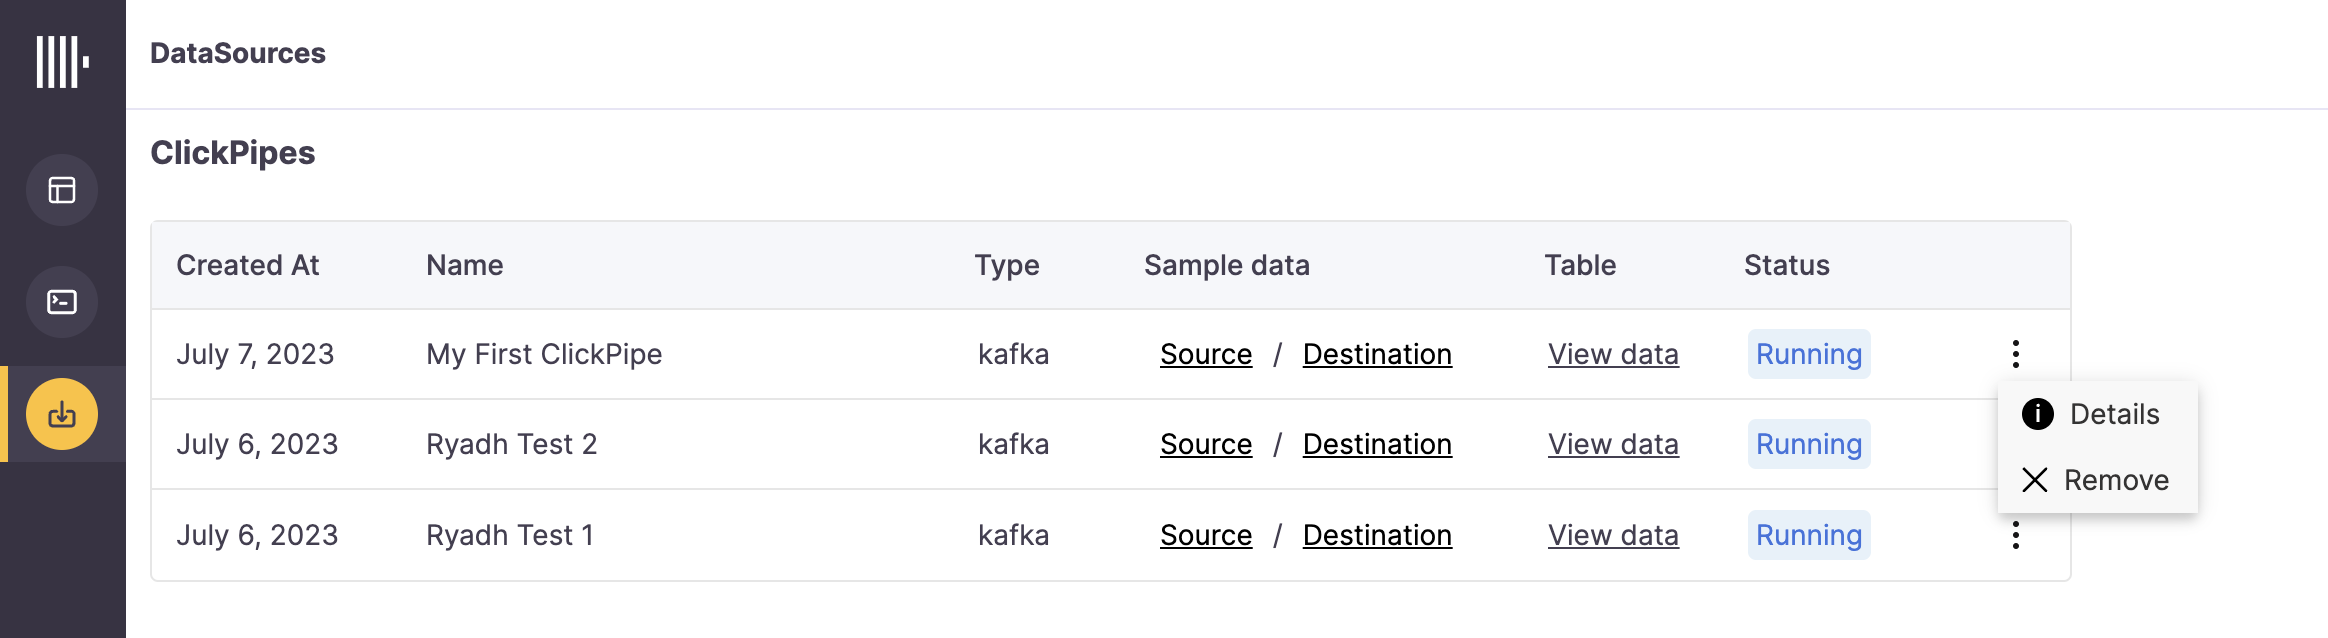 DataSources
ClickPipes
Created At Name Type Sample data Table Status
July 7, 2023 My First ClickPipe kafka Source / Destination View data Running
Details
July 6, 2023 Ryadh Test 2 kafka Source / Destination View data Running
Remove
July 6, 2023 Ryadh Test 1 kafka Source / Destination View data Running